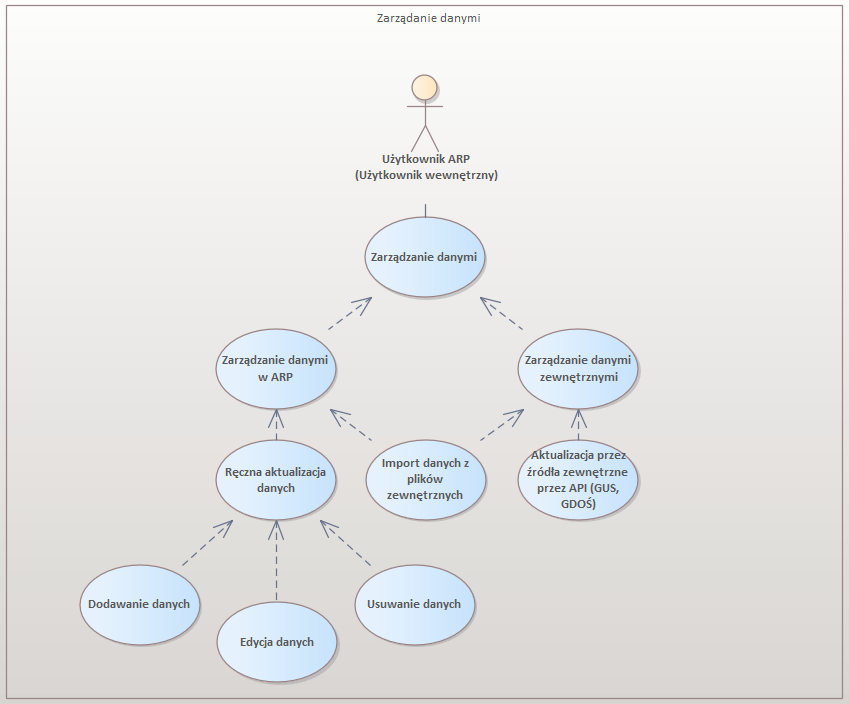 Zarządanie danymi
Użytkownik ARP
(Użytkownik wewnętrzny)
Zarządzanie danymi
Zarządzanie danymi
w ARP
Zarządzanie danymi
zewnętrznymi
Ręczna aktualizacja
danych
Import danych z
plików
zewnętrznych
Aktualizacja przez
źródła zewnętrzne
przez API (GUS,
GDOŚ)
Dodawanie danych
Edycja danych
Usuwanie danych